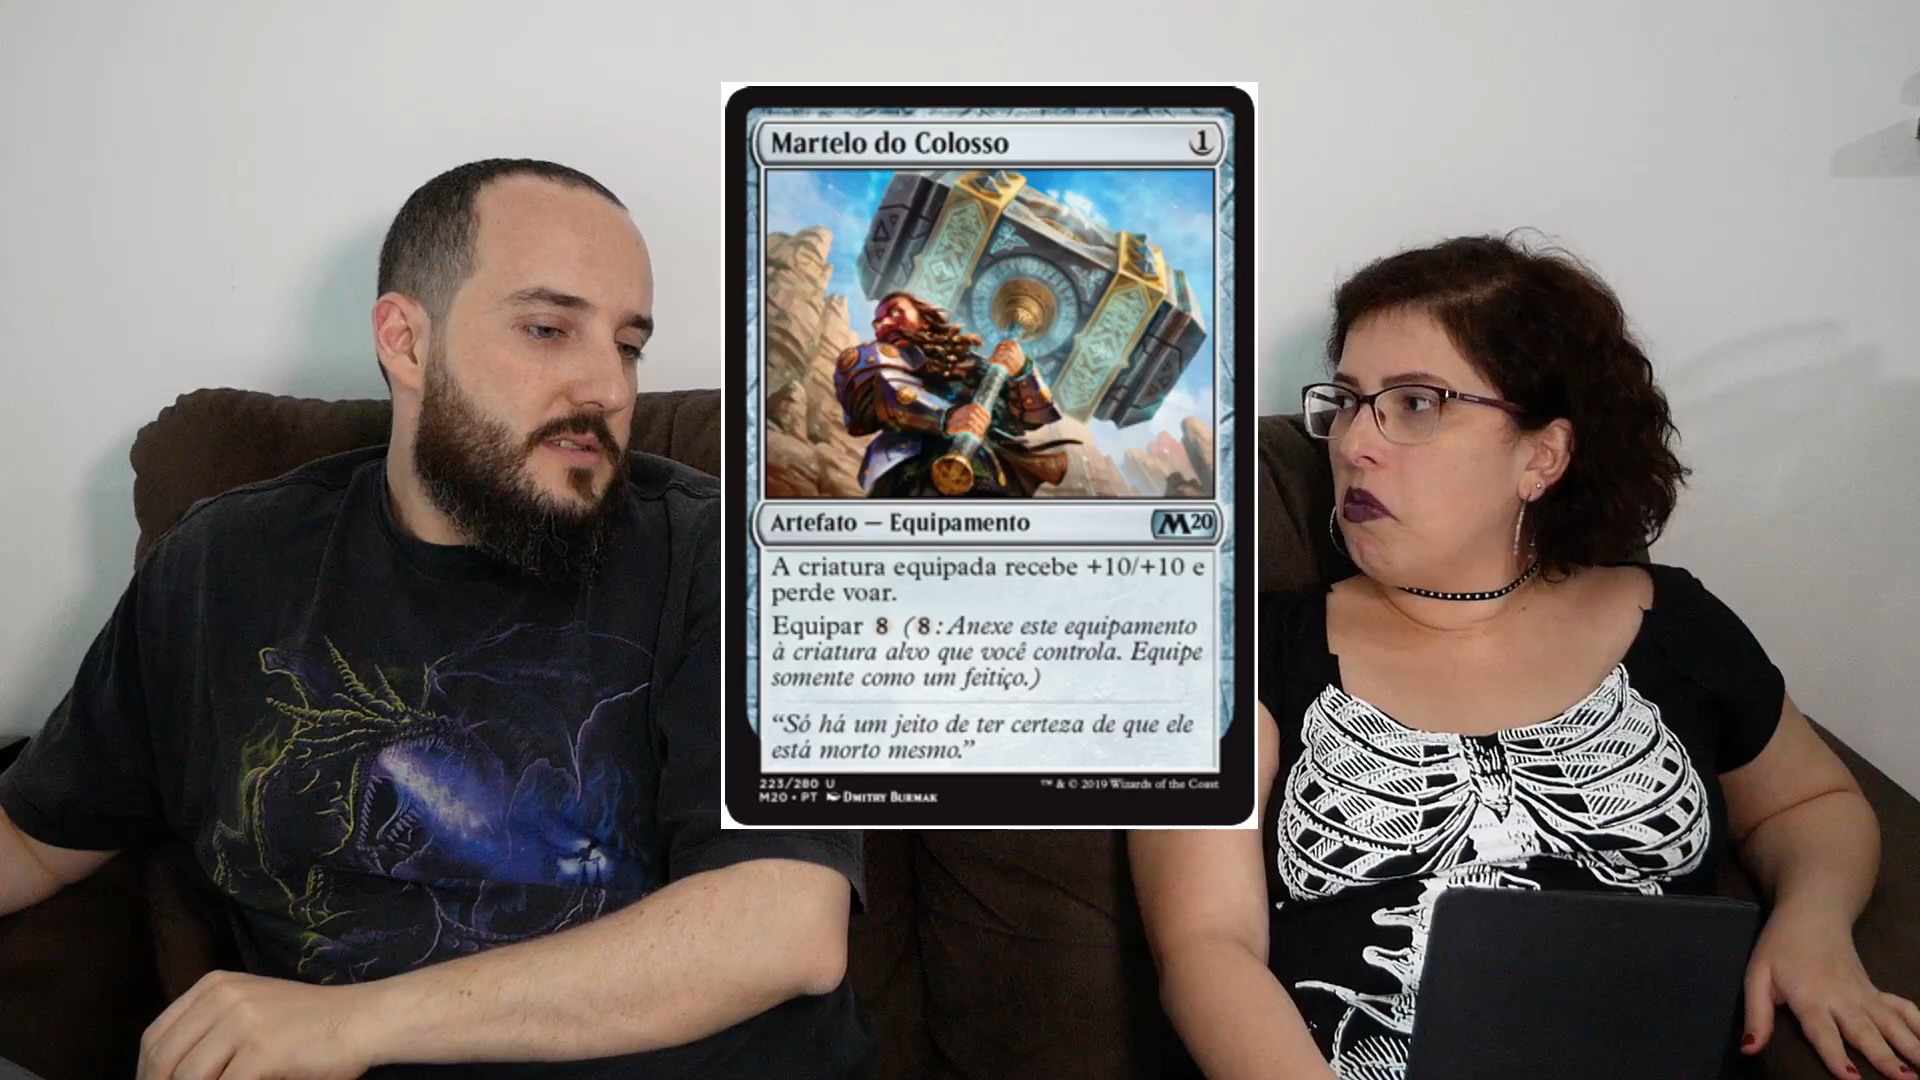 Martelo do Colosso 1
Artefato — Equipamento M20
A criatura equipada recebe +10/+10 e
perde voar.
Equipar 8 (8: Anexe este equipamento
à criatura alvo que você controla. Equipe
somente como um feitiço.)
“Só há um jeito de ter certeza de que ele
está morto mesmo.”
223/280 U ™ & © 2019 Wizards of the Coast
M20 • PT Dmitry Burmak